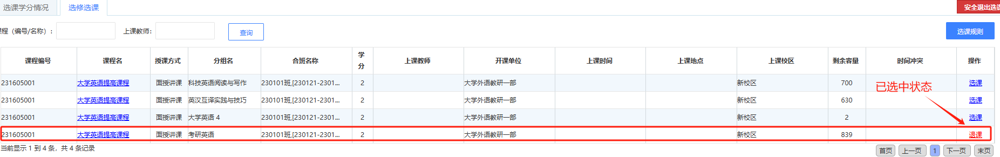 选课学分情况 选修选课 安全退出选课
课程（编号/名称）: 上课教师: 查询 选课规则
课程编号 课程名 授课方式 分组名 合班名称 学分 上课教师 开课单位 上课时间 上课地点 上课校区 剩余容量 时间冲突 操作
231605001 大学英语提高课程 面授讲课 科技英语阅读与写作 230101班,[230121-2301... 2 大学外语教研一部 新校区 700 选课
已选中状态
231605001 大学英语提高课程 面授讲课 英汉互译实践与技巧 230101班,[230121-2301... 2 大学外语教研一部 新校区 630 选课
231605001 大学英语提高课程 面授讲课 大学英语 4 230101班,[230121-2301... 2 大学外语教研一部 新校区 2 选课
231605001 大学英语提高课程 面授讲课 考研英语 230101班,[230121-2301... 2 大学外语教研一部 新校区 839 退课
当前显示 1 到 4 条，共 4 条记录 首页 上一页 1 下一页 末页